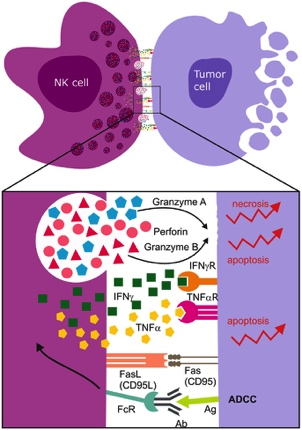 NK cell
Tumor
cell
Granzyme A
necrosis
Perforin
Granzyme B
apoptosis
IFNγR
IFNγ
TNFαR
TNFα
apoptosis
FasL
(CD95L)
Fas
(CD95)
FcR
Ab
Ag
ADCC